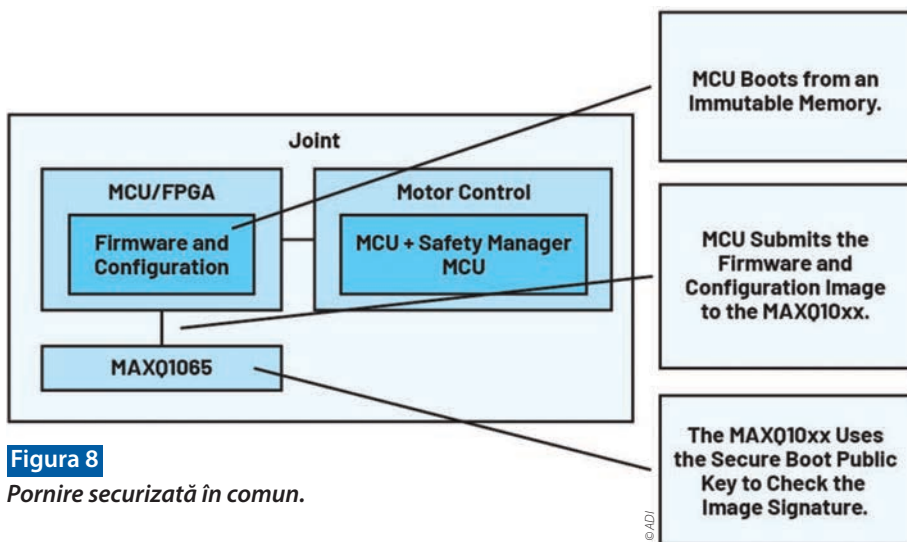 Joint
MCU/FPGA
Firmware and
Configuration
Motor Control
MCU + Safety Manager
MCU
MAXQ1065
MCU Boots from an
Immutable Memory.
MCU Submits the
Firmware and
Configuration Image
to the MAXQ10xx.
The MAXQ10xx Uses
the Secure Boot Public
Key to Check the
Image Signature.
Figura 8
Pornire securizată în comun.
© ADI